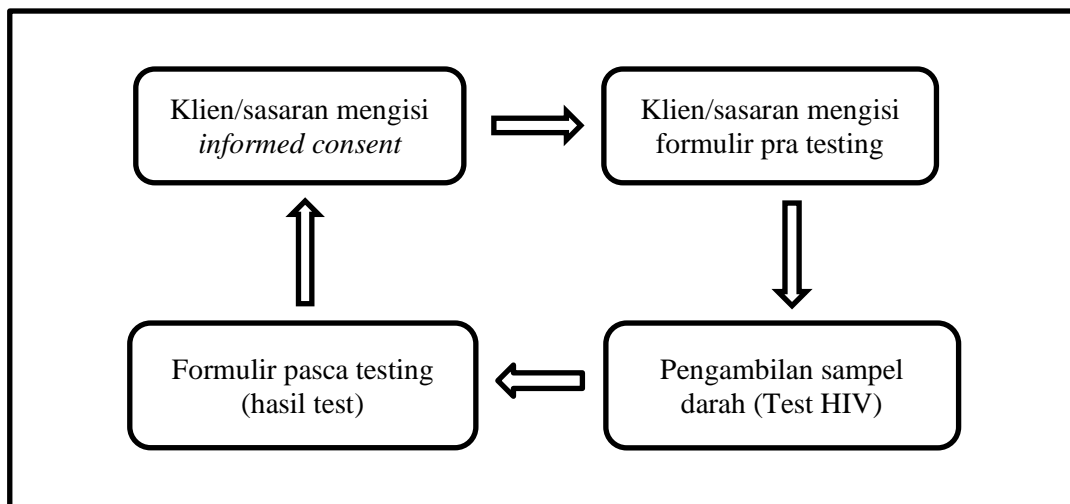 Klien/sasaran mengisi
informed consent
Klien/sasaran mengisi
formulir pra testing
Pengambilan sampel
darah (Test HIV)
Formulir pasca testing
(hasil test)